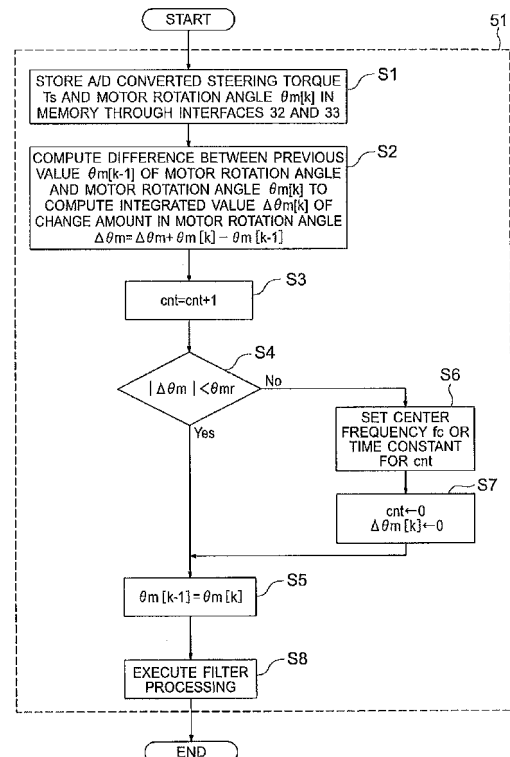 START
51
S1
STORE A/D CONVERTED STEERING TORQUE
Ts AND MOTOR ROTATION ANGLE θm[k] IN
MEMORY THROUGH INTERFACES 32 AND 33
S2
COMPUTE DIFFERENCE BETWEEN PREVIOUS
VALUE θm[k-1] OF MOTOR ROTATION ANGLE
AND MOTOR ROTATION ANGLE θm[k] TO
COMPUTE INTEGRATED VALUE Δθm[k] OF
CHANGE AMOUNT IN MOTOR ROTATION ANGLE
Δθm=Δθm+θm[k]-θm[k-1]
S3
cnt=cnt+1
S4
|Δθm|<θmr
No
Yes
S6
SET CENTER
FREQUENCY fc OR
TIME CONSTANT
FOR cnt
S7
cnt←0
Δθm[k]←0
S5
θm[k-1]=θm[k]
S8
EXECUTE FILTER
PROCESSING
END